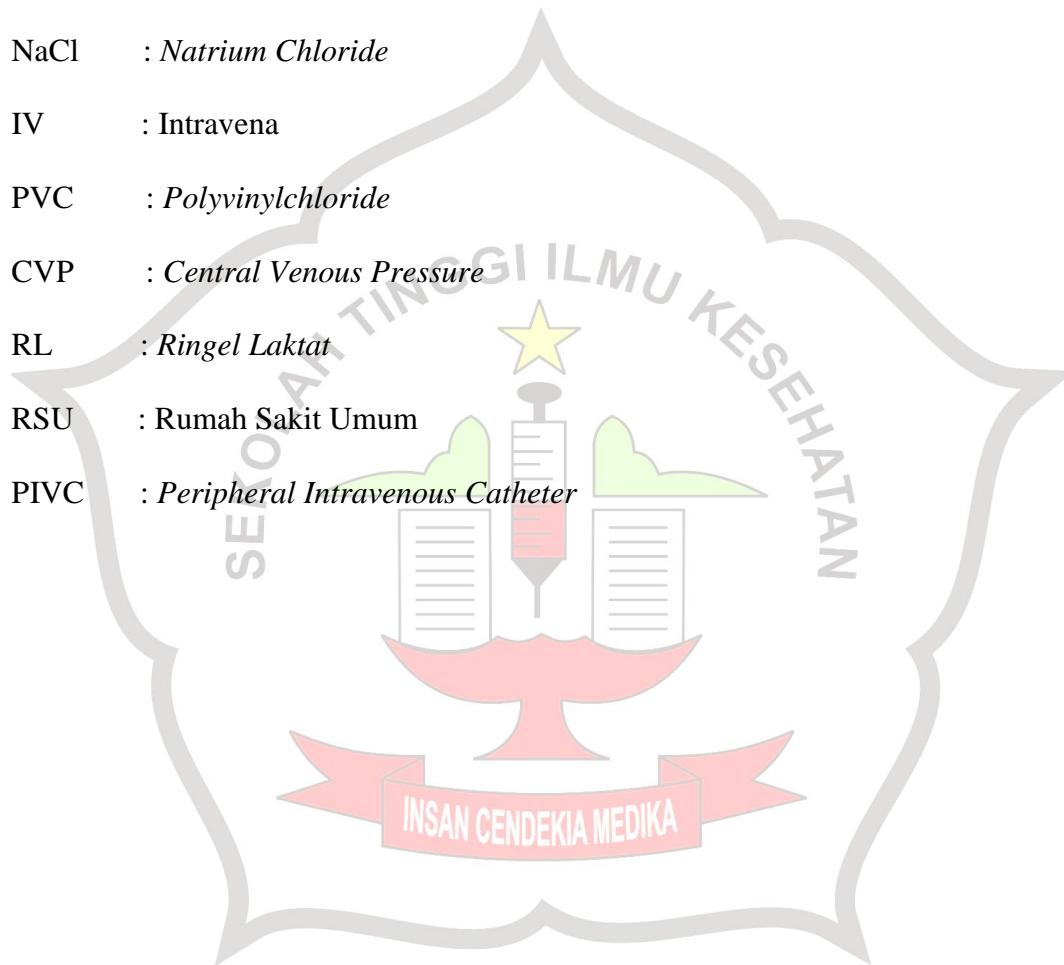 NaCl : Natrium Chloride
IV : Intravena
PVC : Polyvinylchloride
CVP : Central Venous Pressure
RL : Ringel Laktat
RSU : Rumah Sakit Umum
PIVC : Peripheral Intravenous Catheter
SEKOLAH TINGGI ILMU KESEHATAN
INSAN CENDEKIA MEDIKA